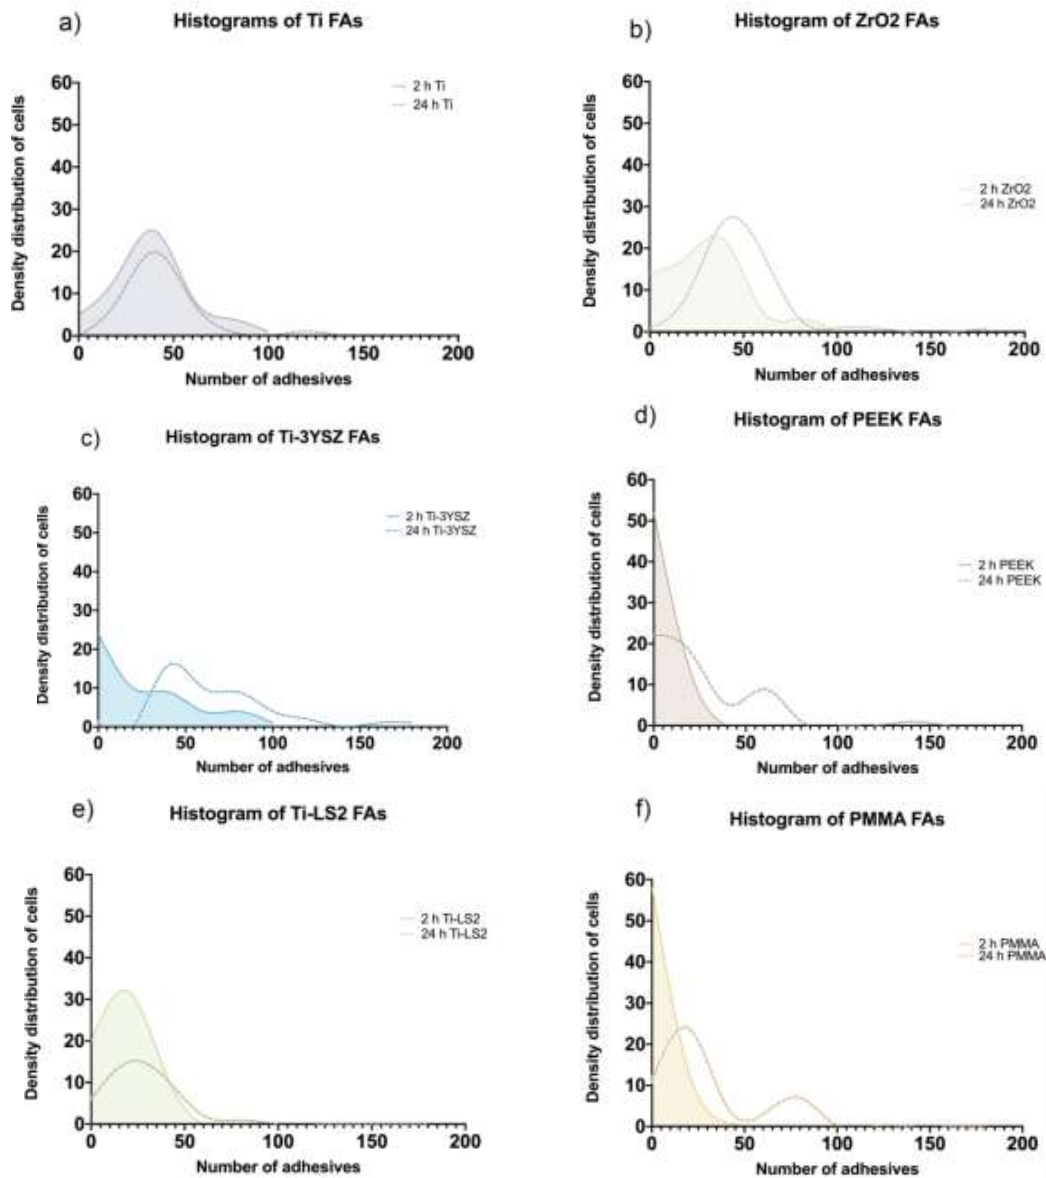 a)
Histograms of Ti FAs
60
50
40
30
20
10
0
Density distribution of cells
2 h Ti
24 h Ti
0 50 100 150 200
Number of adhesives
b)
Histogram of ZrO2 FAs
60
50
40
30
20
10
0
Density distribution of cells
2 h ZrO2
24 h ZrO2
0 50 100 150 200
Number of adhesives
c)
Histogram of Ti-3YSZ FAs
60
50
40
30
20
10
0
Density distribution of cells
2 h Ti-3YSZ
24 h Ti-3YSZ
0 50 100 150 200
Number of adhesives
d)
Histogram of PEEK FAs
60
50
40
30
20
10
0
Density distribution of cells
2 h PEEK
24 h PEEK
0 50 100 150 200
Number of adhesives
e)
Histogram of Ti-LS2 FAs
60
50
40
30
20
10
0
Density distribution of cells
2 h Ti-LS2
24 h Ti-LS2
0 50 100 150 200
Number of adhesives
f)
Histogram of PMMA FAs
60
50
40
30
20
10
0
Density distribution of cells
2 h PMMA
24 h PMMA
0 50 100 150 200
Number of adhesives